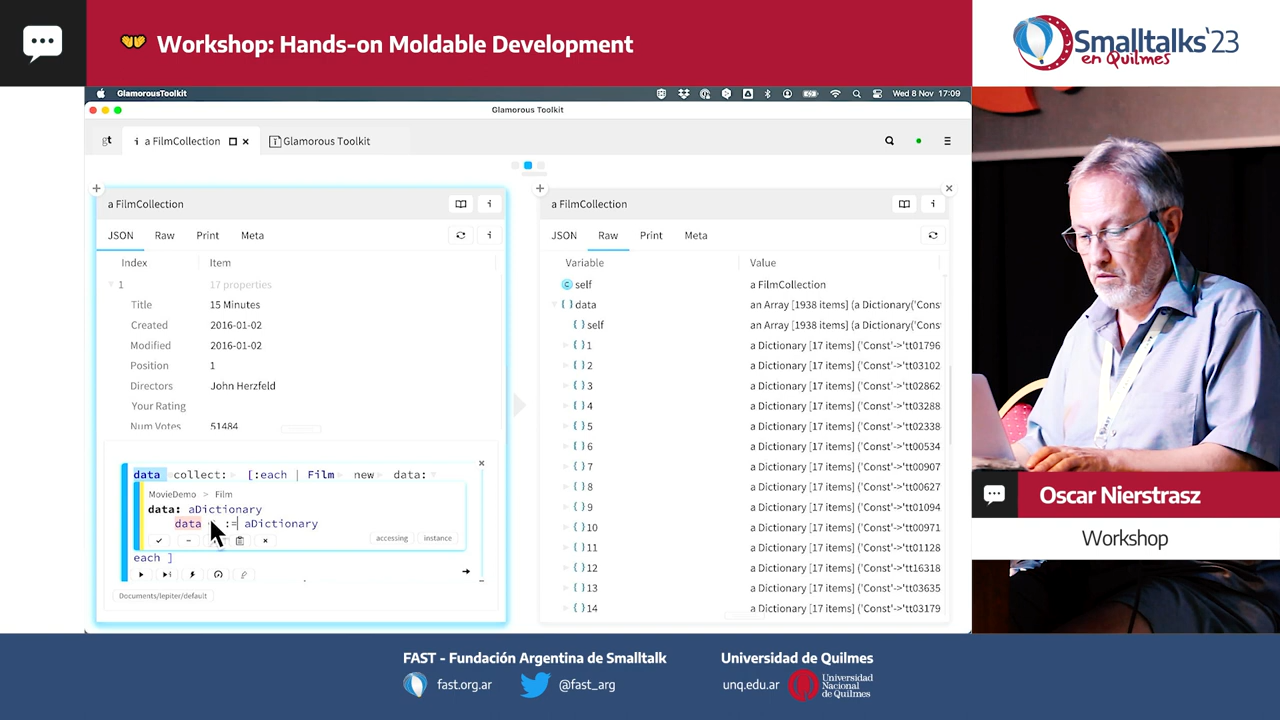 Workshop: Hands-on Moldable Development
Smalltalks'23
en Quilmes
GlamorousToolkit
Wed 8 Nov 17:09
Glamorous Toolkit
gt
a FilmCollection
Glamorous Toolkit
a FilmCollection
JSON Raw Print Meta
Index Item
1 17 properties
Title 15 Minutes
Created 2016-01-02
Modified 2016-01-02
Position 1
Directors John Herzfeld
Your Rating
Num Votes 51484
data collect: [:each | Film new data:
MovieDemo > Film
data: aDictionary
data := aDictionary
accessing instance
each ]
Documents/lepiter/default
a FilmCollection
JSON Raw Print Meta
Variable Value
self a FilmCollection
data an Array [1938 items] (a Dictionary('Cons
self an Array [1938 items] (a Dictionary('Cons
1 a Dictionary [17 items] ('Const'->'tt01796
2 a Dictionary [17 items] ('Const'->'tt03102
3 a Dictionary [17 items] ('Const'->'tt02862
4 a Dictionary [17 items] ('Const'->'tt03288
5 a Dictionary [17 items] ('Const'->'tt02338
6 a Dictionary [17 items] ('Const'->'tt00534
7 a Dictionary [17 items] ('Const'->'tt00907
8 a Dictionary [17 items] ('Const'->'tt00627
9 a Dictionary [17 items] ('Const'->'tt01094
10 a Dictionary [17 items] ('Const'->'tt00971
11 a Dictionary [17 items] ('Const'->'tt01128
12 a Dictionary [17 items] ('Const'->'tt16318
13 a Dictionary [17 items] ('Const'->'tt03635
14 a Dictionary [17 items] ('Const'->'tt03179
Oscar Nierstrasz
Workshop
FAST - Fundación Argentina de Smalltalk
fast.org.ar
@fast_arg
Universidad de Quilmes
unq.edu.ar
Universidad
Nacional
de Quilmes